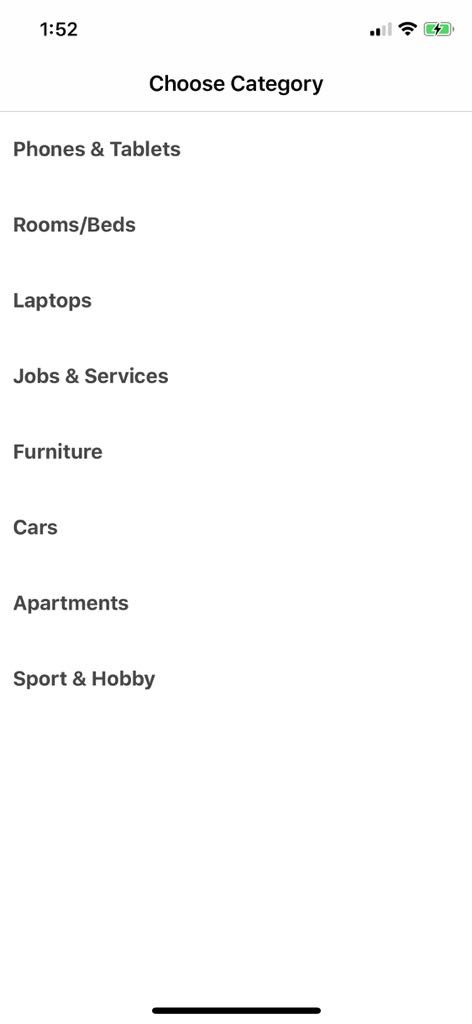 1:52
Choose Category
Phones & Tablets
Rooms/Beds
Laptops
Jobs & Services
Furniture
Cars
Apartments
Sport & Hobby